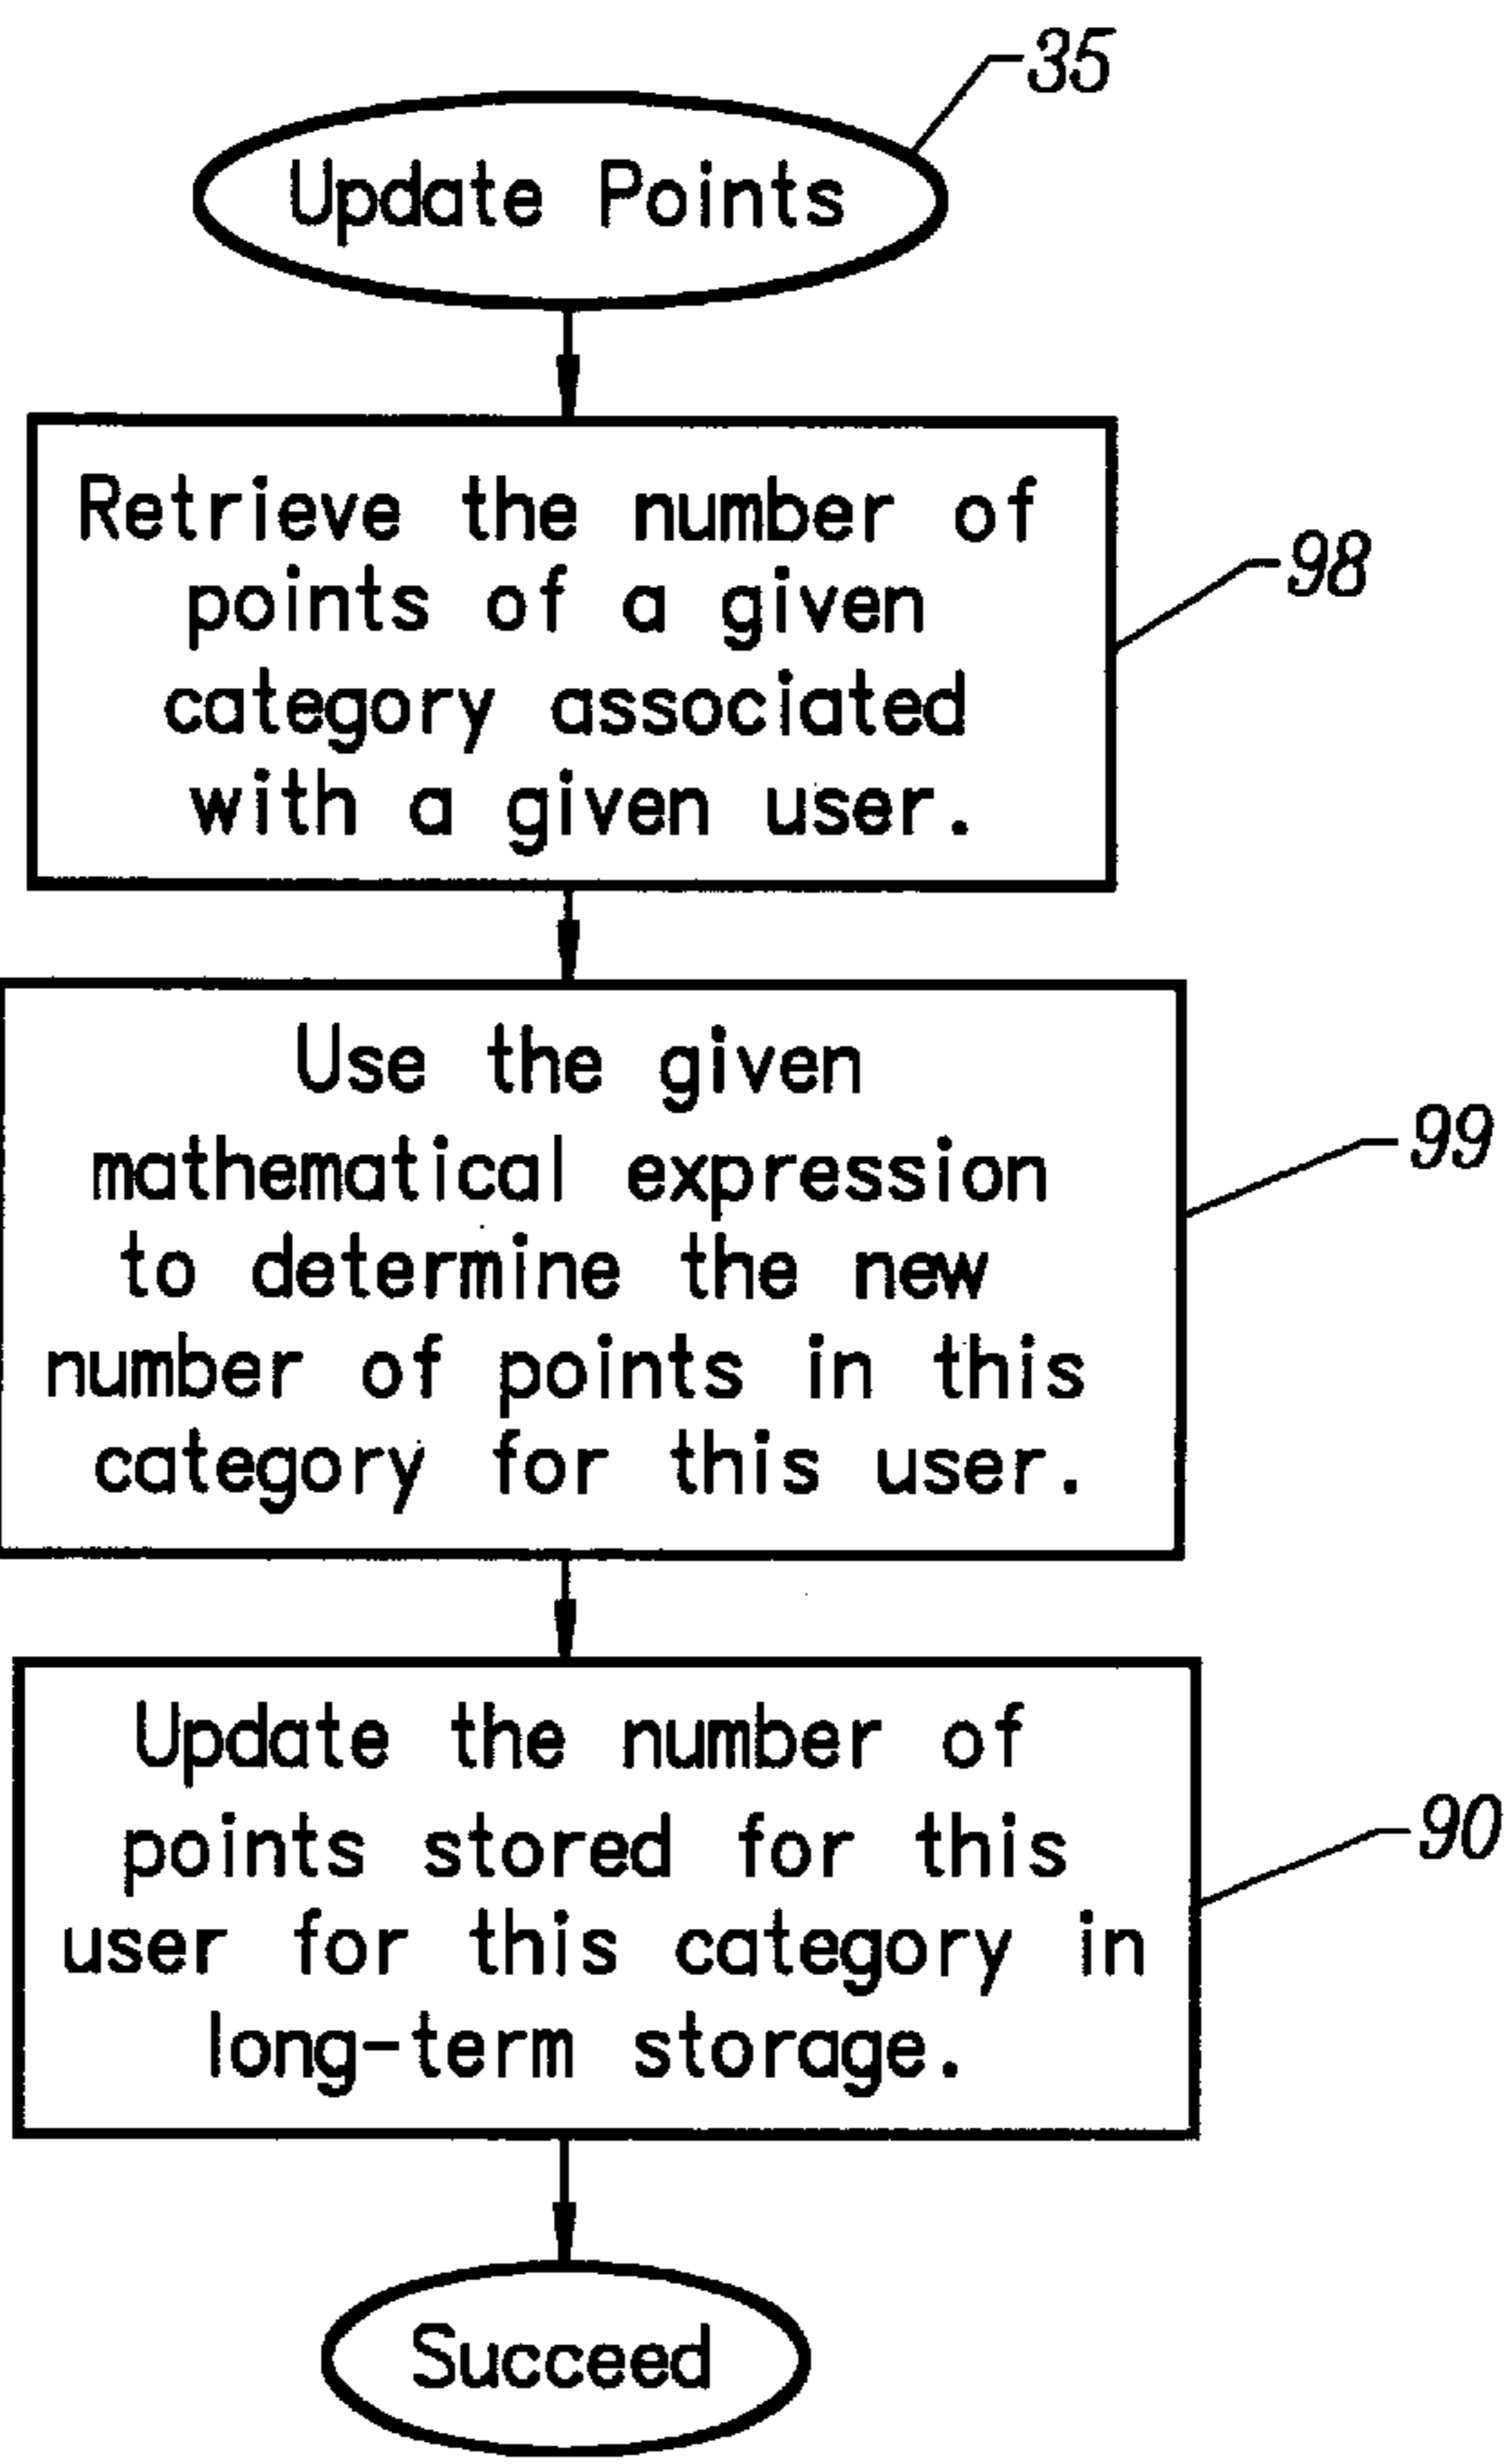 35
Update Points
Retrieve the number of
points of a given
category associated
with a given user.
98
Use the given
mathematical expression
to determine the new
number of points in this
category for this user.
99
Update the number of
points stored for this
user for this category in
long-term storage.
90
Succeed